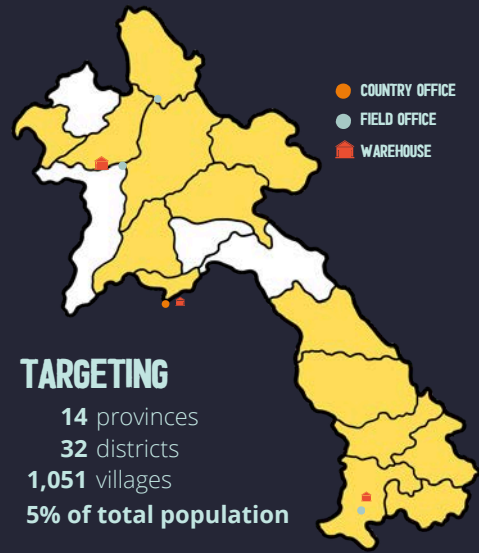 COUNTRY OFFICE
FIELD OFFICE
WAREHOUSE
TARGETING
14 provinces
32 districts
1,051 villages
5% of total population